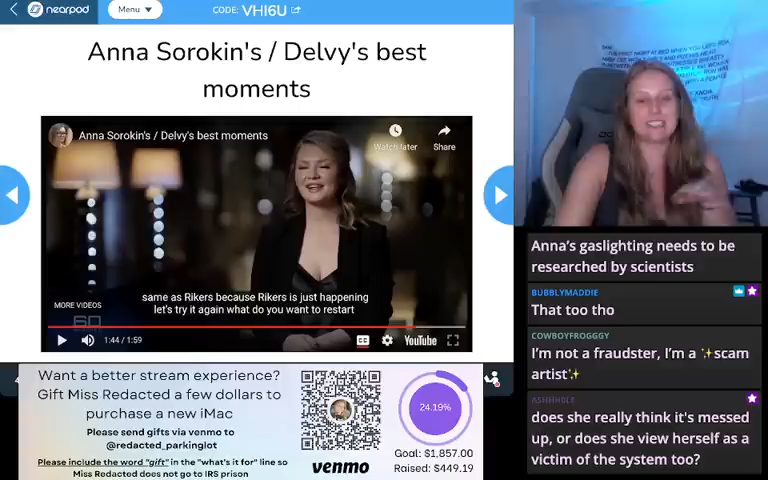 nearpod
Menu
CODE: VHI6U
Anna Sorokin's / Delvy's best
moments
Anna Sorokin's / Delvy's best moments
Watch later
Share
same as Rikers because Rikers is just happening
let's try it again what do you want to restart
MORE VIDEOS
60
1:44 / 1:59
CC
YouTube
Want a better stream experience?
Gift Miss Redacted a few dollars to
purchase a new iMac
Please send gifts via venmo to
@redacted_parkinglot
Please include the word "gift" in the "what's it for" line so
Miss Redacted does not go to IRS prison
venmo
24.19%
Goal: $1,857.00
Raised: $449.19
Anna's gaslighting needs to be
researched by scientists
BUBBLYMADDIE
That too tho
COWBOYFROGGGY
I'm not a fraudster, I'm a ✨scam
artist✨
does she really think it's messed
up, or does she view herself as a
victim of the system too?